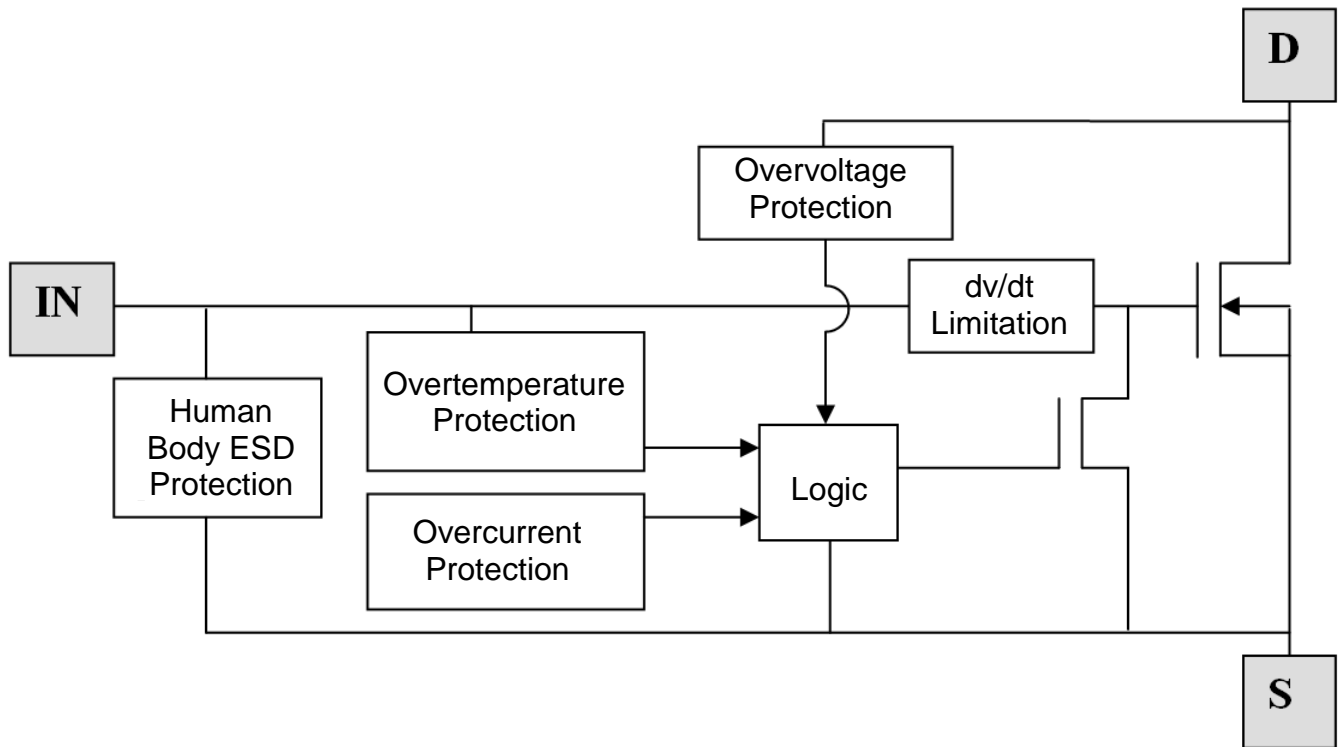 D
Overvoltage
Protection
IN
dv/dt
Limitation
Overtemperature
Protection
Human
Body ESD
Protection
Logic
Overcurrent
Protection
S